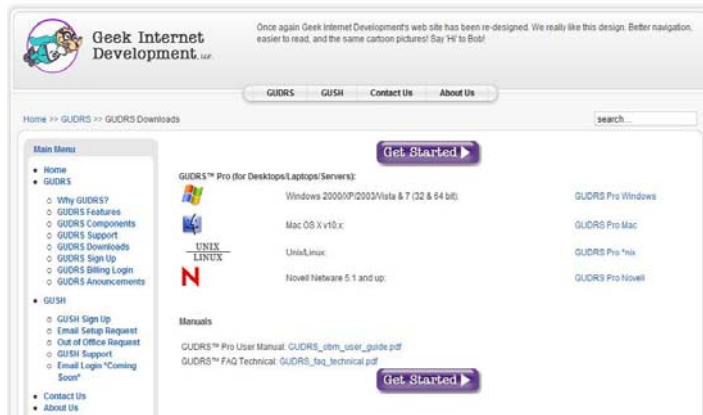 Geek Internet
Development, LLP.
Once again Geek Internet Development's web site has been re-designed. We really like this design. Better navigation,
easier to read, and the same cartoon pictures! Say 'Hi' to Bob!
GUDRS GUSH Contact Us About Us
Home >> GUDRS >> GUDRS Downloads
search...
Main Menu
Home
GUDRS
Why GUDRS?
GUDRS Features
GUDRS Components
GUDRS Support
GUDRS Downloads
GUDRS Sign Up
GUDRS Billing Login
GUDRS Anouncements
GUSH
GUSH Sign Up
Email Setup Request
Out of Office Request
GUSH Support
Email Login "Coming
Soon"
Contact Us
About Us
Get Started
GUDRS™ Pro (for Desktops/Laptops/Servers):
Windows 2000/XP/2003/Vista & 7 (32 & 64 bit): GUDRS Pro Windows
Mac OS X v10.x: GUDRS Pro Mac
UNIX
LINUX
Unix/Linux: GUDRS Pro *nix
N
Novell Netware 5.1 and up: GUDRS Pro Novell
Manuals
GUDRS™ Pro User Manual: GUDRS_obm_user_guide.pdf
GUDRS™ FAQ Technical: GUDRS_faq_technical.pdf
Get Started